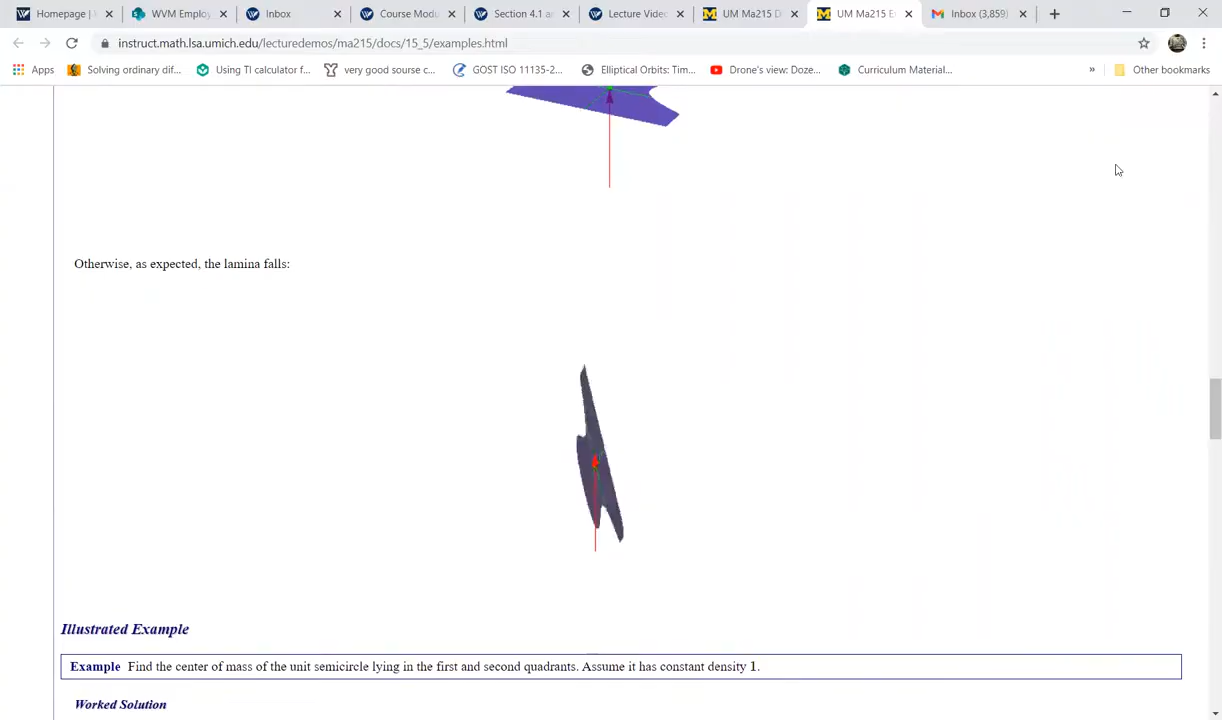 Homepage |
WVM Employ
Inbox
Course Modu
Section 4.1 an
Lecture Video
UM Ma215 D
UM Ma215 E
Inbox (3,859)
instruct.math.lsa.umich.edu/lecturedemos/ma215/docs/15_5/examples.html
Apps
Solving ordinary dif...
Using TI calculator f...
very good sourse c...
GOST ISO 11135-2...
Elliptical Orbits: Tim...
Drone's view: Doze...
Curriculum Material...
»
Other bookmarks
Otherwise, as expected, the lamina falls:
Illustrated Example
Example Find the center of mass of the unit semicircle lying in the first and second quadrants. Assume it has constant density 1.
Worked Solution